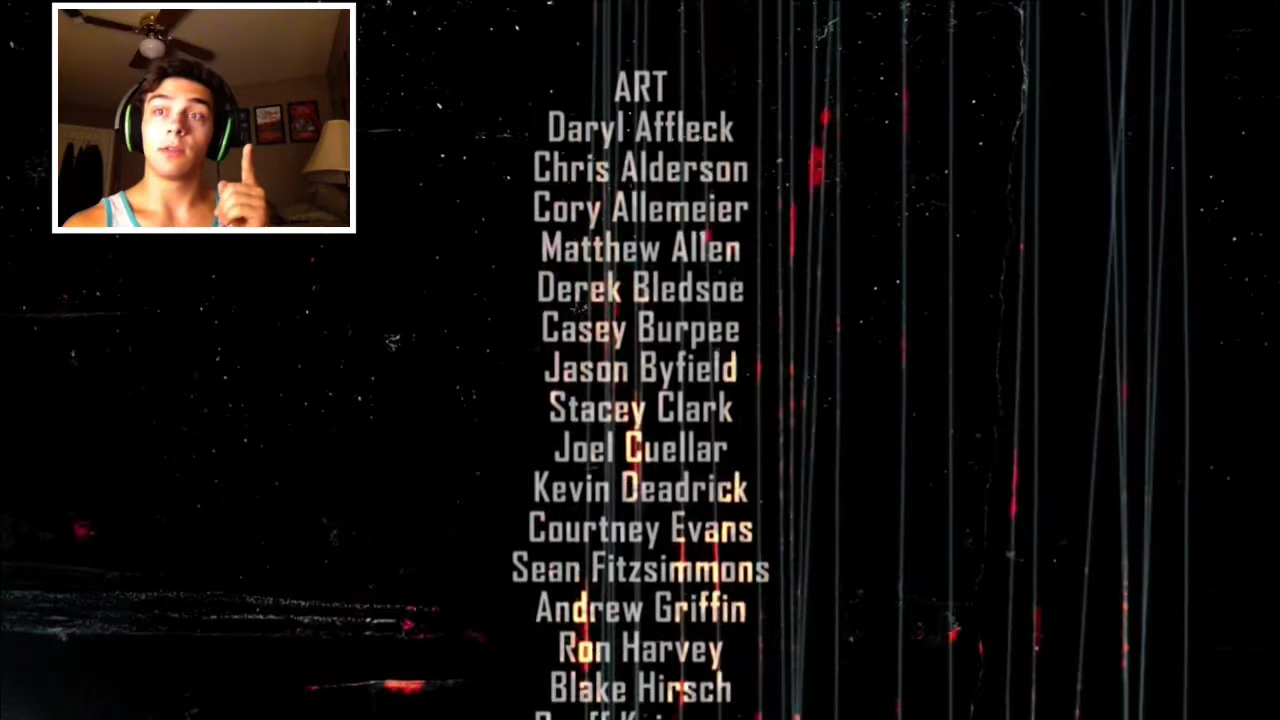 ART
Daryl Affleck
Chris Alderson
Cory Allemeier
Matthew Allen
Derek Bledsoe
Casey Burpee
Jason Byfield
Stacey Clark
Joel Cuellar
Kevin Deadrick
Courtney Evans
Sean Fitzsimmons
Andrew Griffin
Ron Harvey
Blake Hirsch